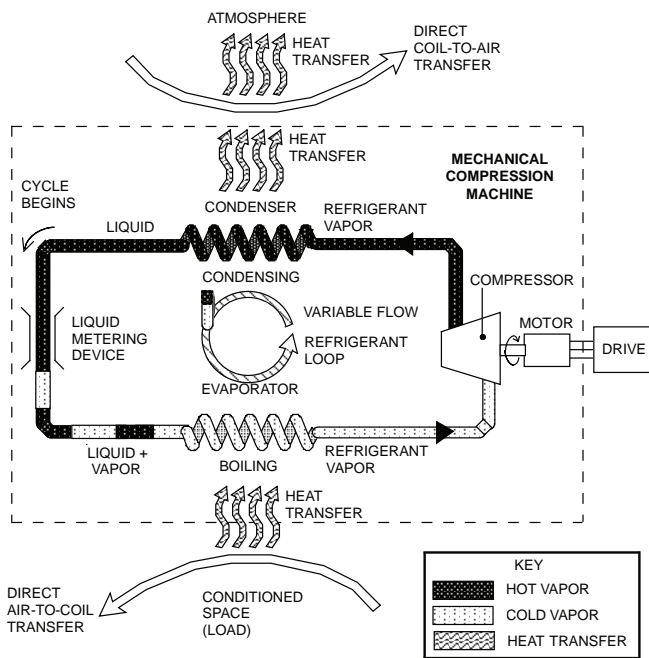 ATMOSPHERE
HEAT
TRANSFER
DIRECT
COIL-TO-AIR
TRANSFER
HEAT
TRANSFER
MECHANICAL
COMPRESSION
MACHINE
CYCLE
BEGINS
LIQUID
CONDENSER
REFRIGERANT
VAPOR
CONDENSING
COMPRESSOR
LIQUID
METERING
DEVICE
VARIABLE FLOW
REFRIGERANT
LOOP
MOTOR
DRIVE
EVAPORATOR
LIQUID +
VAPOR
BOILING
REFRIGERANT
VAPOR
HEAT
TRANSFER
DIRECT
AIR-TO-COIL
TRANSFER
CONDITIONED
SPACE
(LOAD)
KEY
HOT VAPOR
COLD VAPOR
HEAT TRANSFER